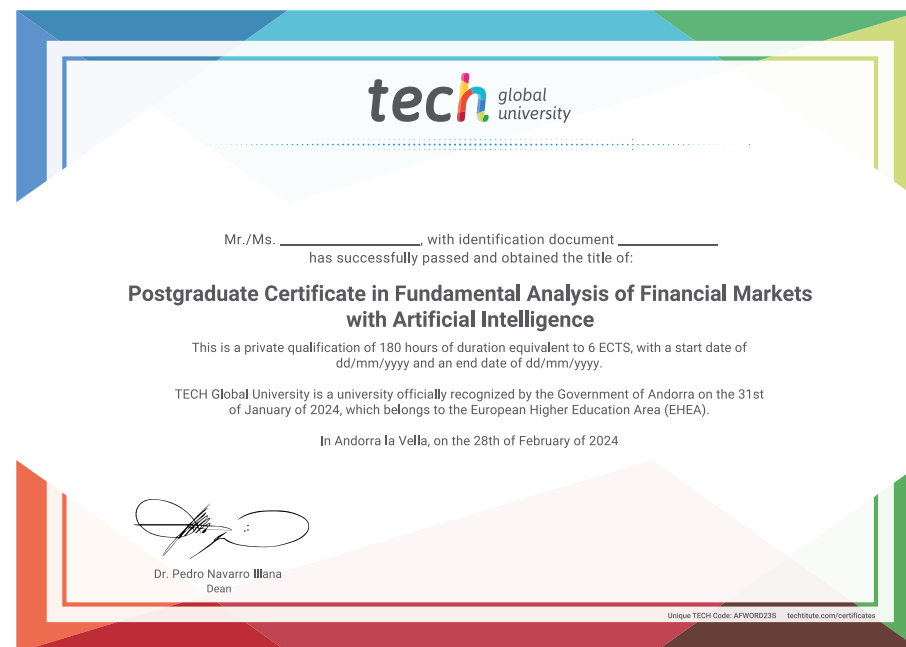 tech global university
Mr./Ms. ____________, with identification document ____________
has successfully passed and obtained the title of:
Postgraduate Certificate in Fundamental Analysis of Financial Markets
with Artificial Intelligence
This is a private qualification of 180 hours of duration equivalent to 6 ECTS, with a start date of
dd/mm/yyyy and an end date of dd/mm/yyyy.
TECH Global University is a university officially recognized by the Government of Andorra on the 31st
of January of 2024, which belongs to the European Higher Education Area (EHEA).
In Andorra la Vella, on the 28th of February of 2024
Dr. Pedro Navarro Illana
Dean
Unique TECH Code: AFWORD23S techtitute.com/certificates